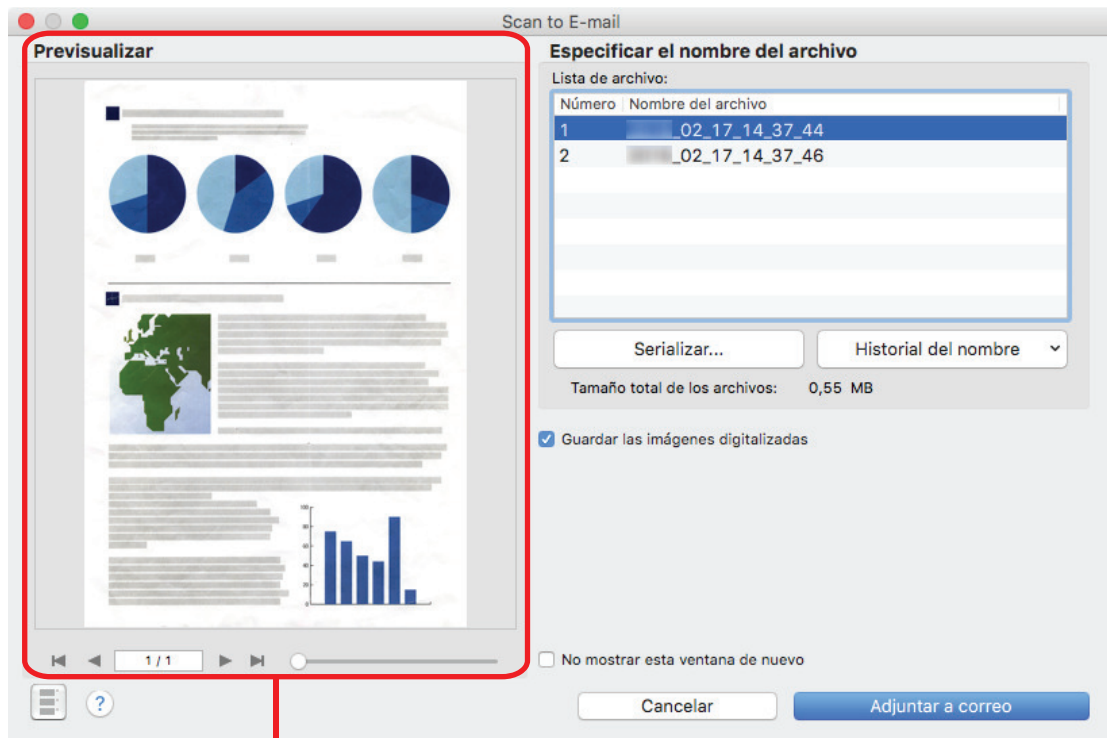 Scan to E-mail
Previsualizar
1 / 1
?
Especificar el nombre del archivo
Lista de archivo:
Número Nombre del archivo
1 _02_17_14_37_44
2 _02_17_14_37_46
Serializar...
Historial del nombre
Tamaño total de los archivos: 0,55 MB
Guardar las imágenes digitalizadas
No mostrar esta ventana de nuevo
Cancelar
Adjuntar a correo